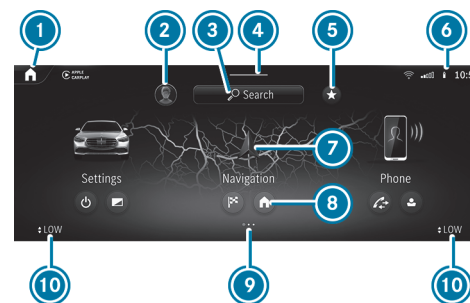 1 2 3 4 5 6
APPLE
CARPLAY
10:5
Search
7
Settings Navigation Phone
8
LOW LOW
10 9 10